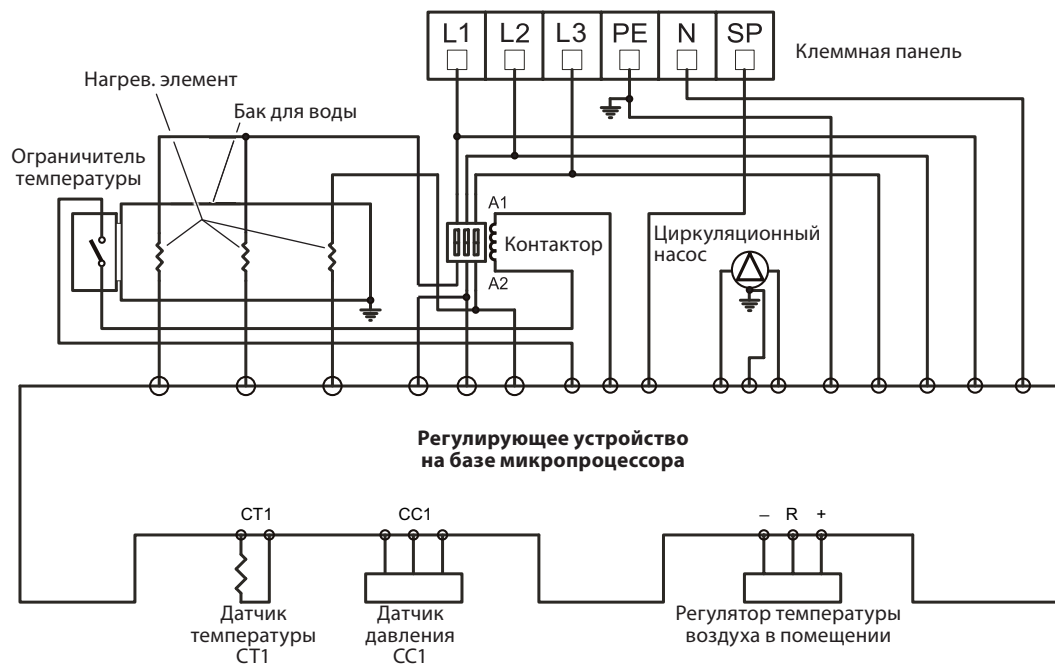 L1 L2 L3 PE N SP
Клеммная панель
Нагрев. элемент
Бак для воды
Ограничитель
температуры
A1
Контактор
A2
Циркуляционный
насос
Регулирующее устройство
на базе микропроцессора
CT1
CC1
– R +
Датчик
температуры
CT1
Датчик
давления
CC1
Регулятор температуры
воздуха в помещении